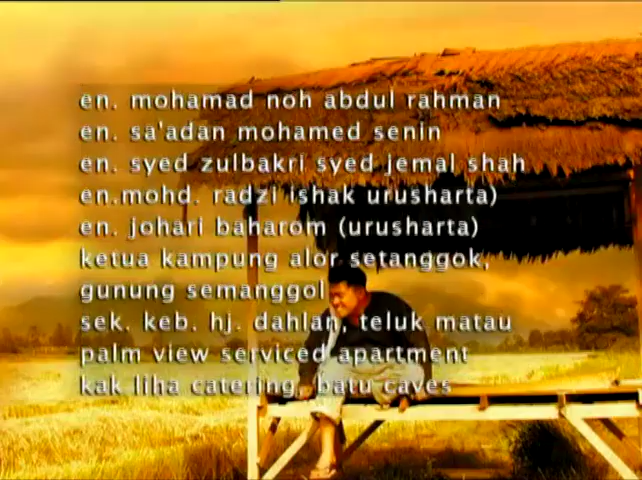 en. mohamad noh abdul rahman
en. sa'adan mohamed senin
en. syed zulbakri syed jemal shah
en.mohd. radzi ishak urusharta)
en. johari baharom (urusharta)
ketua kampung alor setanggok,
gunung semanggol
sek. keb. hj. dahlan, teluk matau
palm view serviced apartment
kak liha catering, batu caves